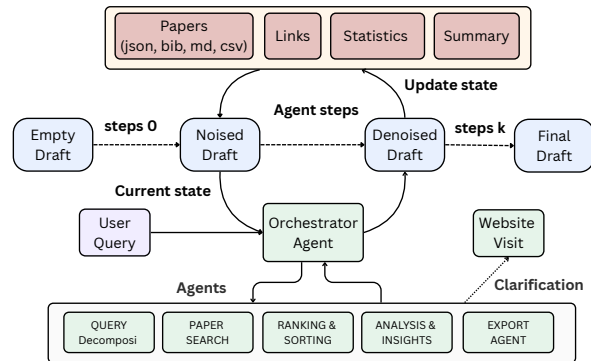 Papers
(json, bib, md, csv)
Links
Statistics
Summary
Update state
Agent steps
steps 0
steps k
Empty
Draft
Noised
Draft
Denoised
Draft
Final
Draft
Current state
User
Query
Orchestrator
Agent
Website
Visit
Agents
Clarification
QUERY
Decomposi
PAPER
SEARCH
RANKING &
SORTING
ANALYSIS &
INSIGHTS
EXPORT
AGENT